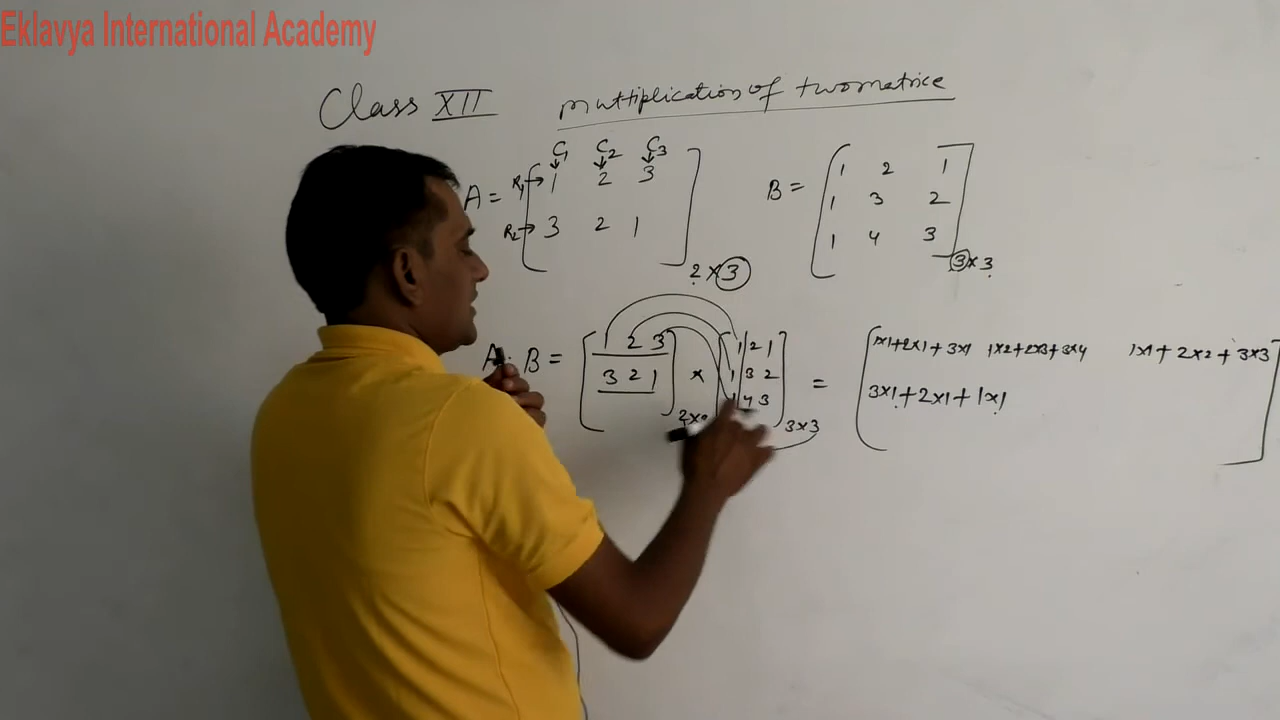 Eklavya International Academy
Class XII multiplication of two matrice
C1 C2 C3
A = R1→ 1 2 3 B = 1 2 1
R2→ 3 2 1 1 3 2
1 4 3
2×3 3×3
A. B = [1 2 3 × [1 2 1 = [1×1+2×1+3×1 1×2+2×3+3×4 1×1+2×2+3×3
3 2 1] 1 3 2 3×1+2×1+1×1]
1 4 3]
3×3